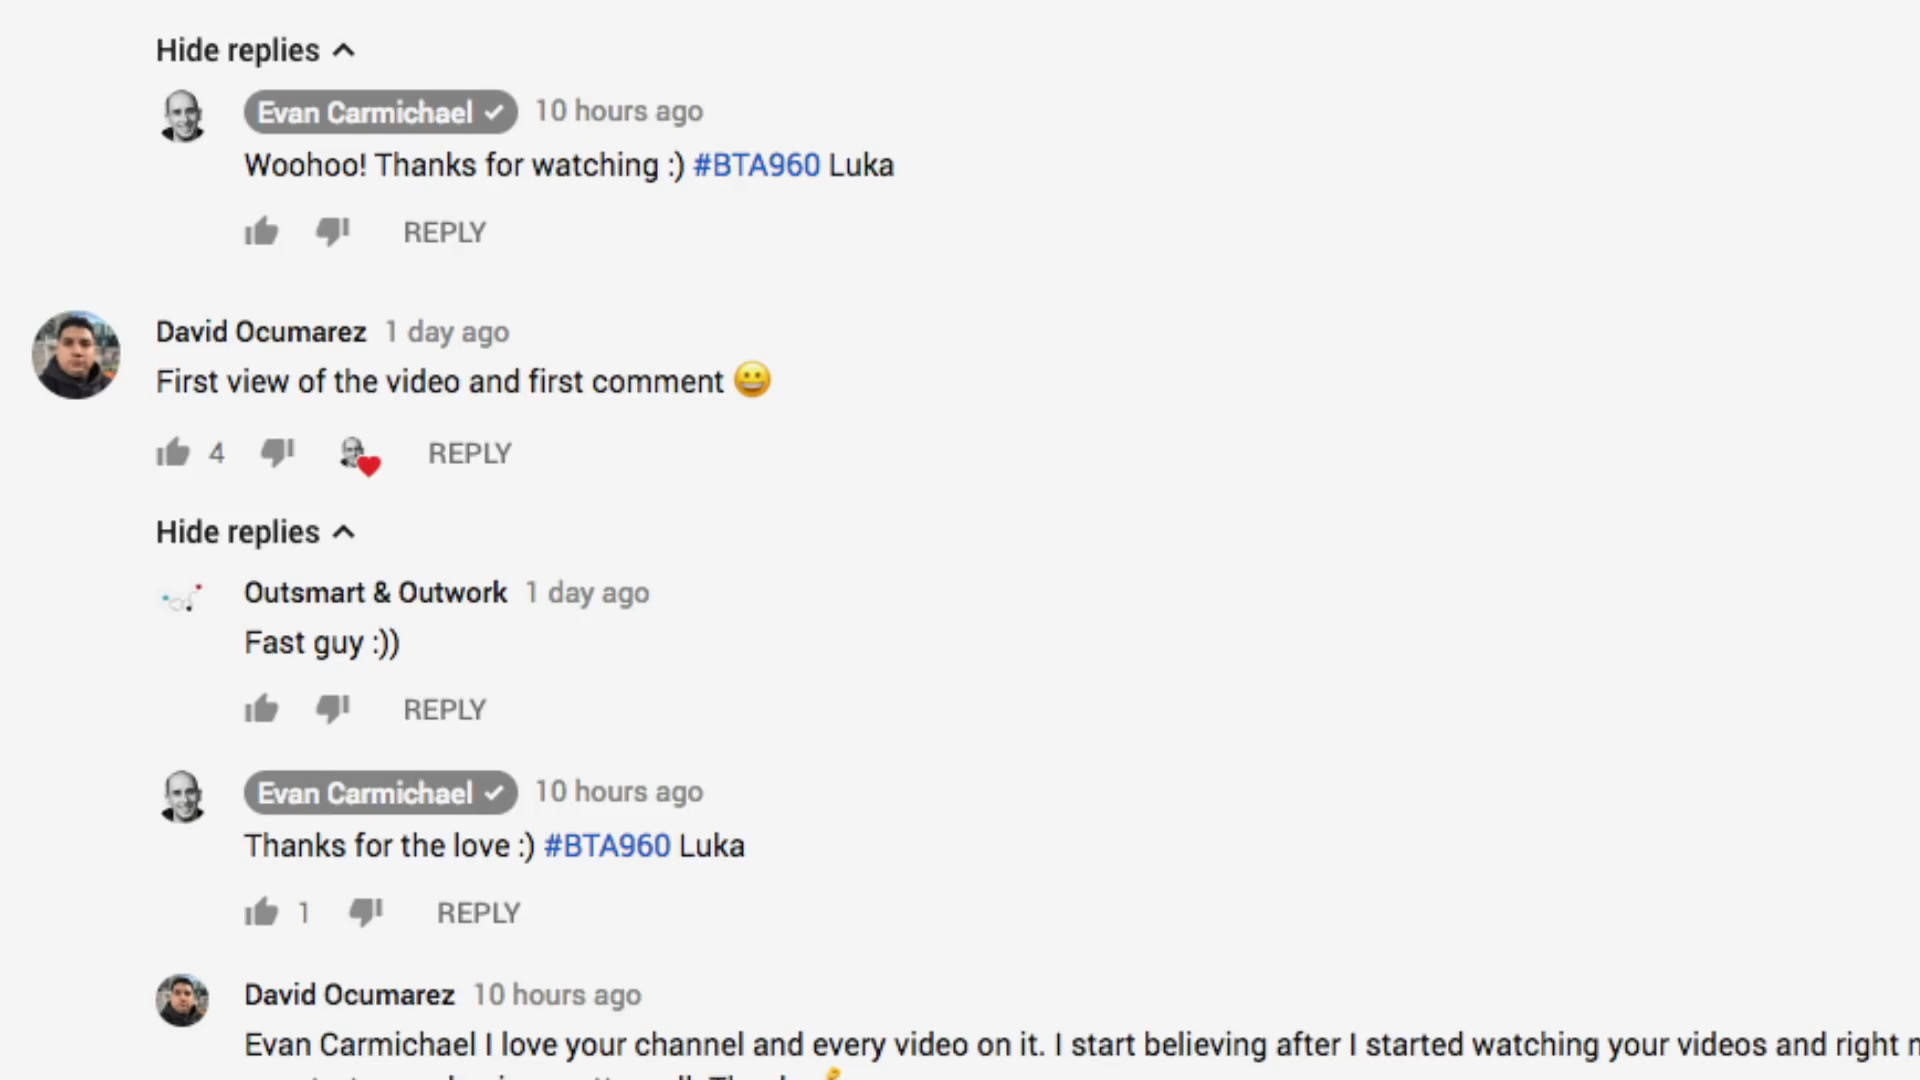 Hide replies
Evan Carmichael 10 hours ago
Woohoo! Thanks for watching :) #BTA960 Luka
REPLY
David Ocumarez 1 day ago
First view of the video and first comment 😀
4 REPLY
Hide replies
Outsmart & Outwork 1 day ago
Fast guy :))
REPLY
Evan Carmichael 10 hours ago
Thanks for the love :) #BTA960 Luka
1 REPLY
David Ocumarez 10 hours ago
Evan Carmichael I love your channel and every video on it. I start believing after I started watching your videos and right